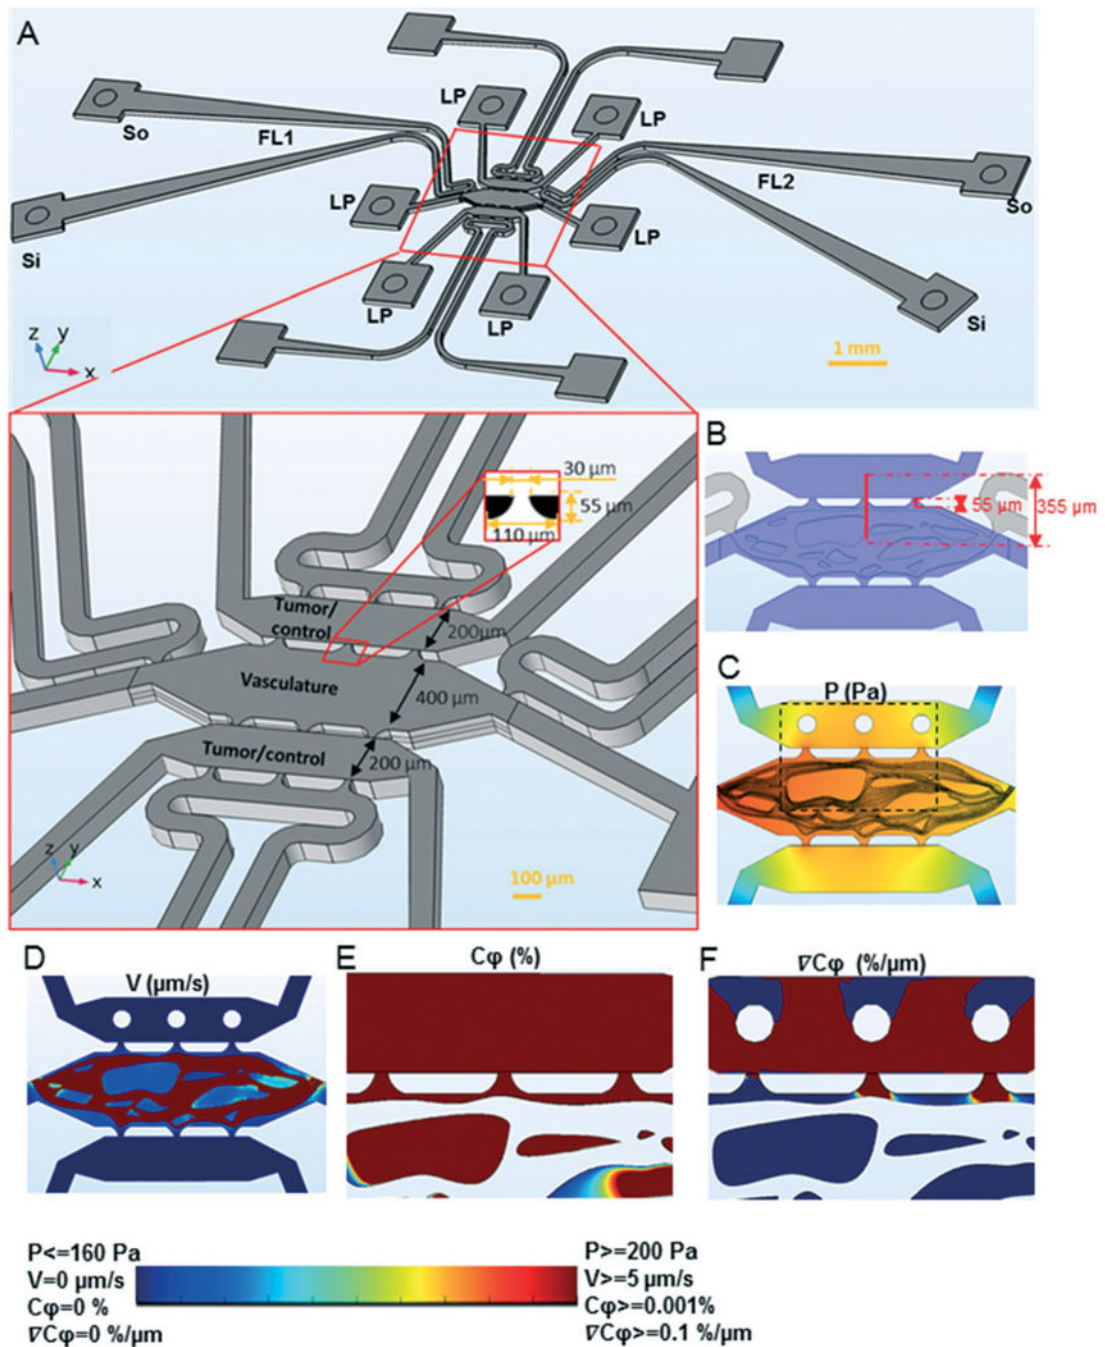 A
So
FL1
LP
LP
LP
LP
LP
LP
FL2
So
Si
Si
z
y
x
1 mm
30 µm
55 µm
110 µm
Tumor/
control
200µm
Vasculature
400 µm
Tumor/control
200 µm
z
y
x
100 µm
B
55 µm
355 µm
C
P (Pa)
D
V (µm/s)
E
Cφ (%)
F
∇Cφ (%/µm)
P<=160 Pa
V=0 µm/s
Cφ=0 %
∇Cφ=0 %/µm
P>=200 Pa
V>=5 µm/s
Cφ>=0.001%
∇Cφ>=0.1 %/µm